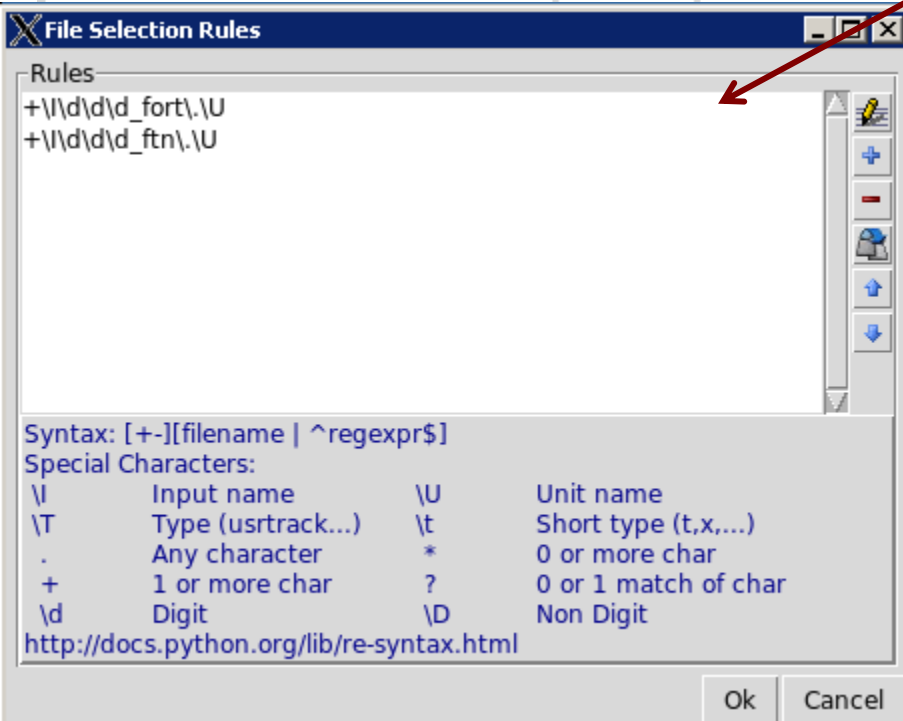 File Selection Rules
Rules
+\I\d\d\d_fort\.\U
+\I\d\d\d_ftn\.\U
Syntax: [+-][filename | ^regexpr$]
Special Characters:
\I Input name \U Unit name
\T Type (usrtrack...) \t Short type (t,x,...)
. Any character * 0 or more char
+ 1 or more char ? 0 or 1 match of char
\d Digit \D Non Digit
http://docs.python.org/lib/re-syntax.html
Ok Cancel